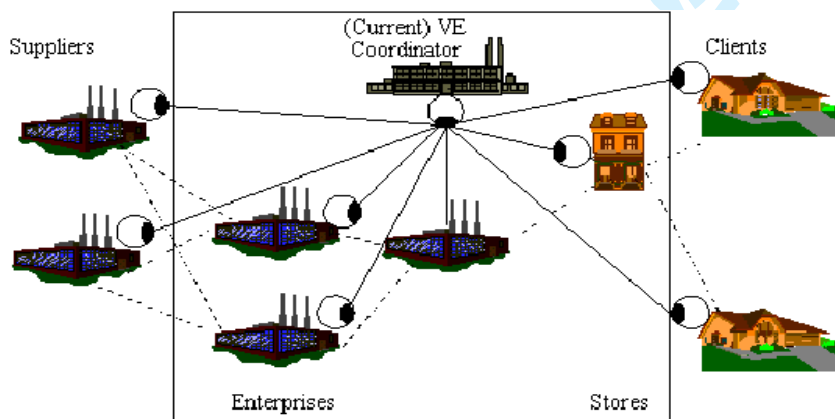 Suppliers
(Current) VE
Coordinator
Clients
Enterprises
Stores